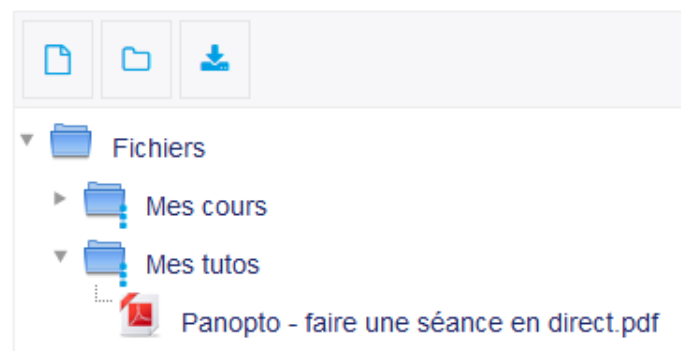 Fichiers
Mes cours
Mes tutos
Panopto - faire une séance en direct.pdf